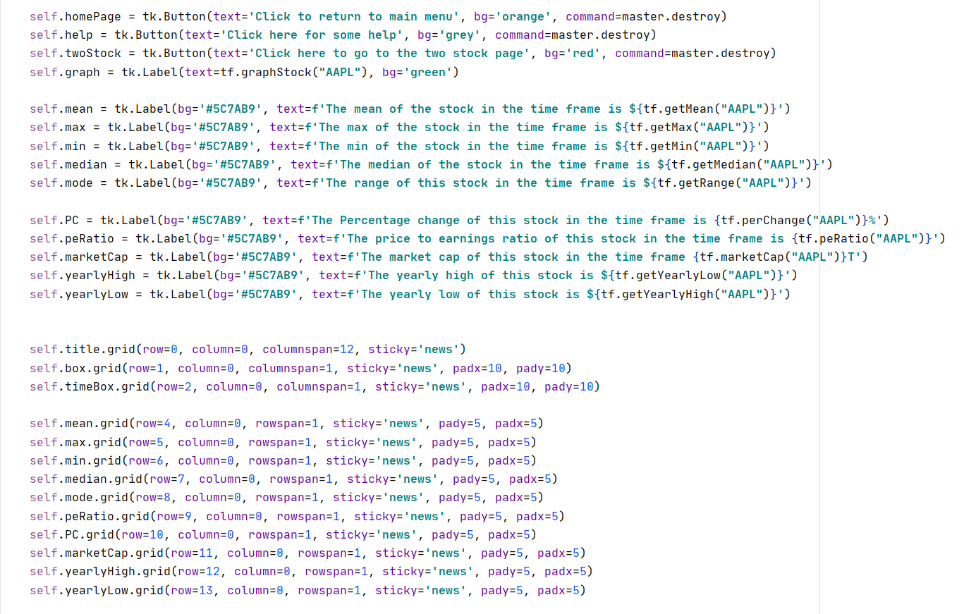 self.homePage = tk.Button(text='Click to return to main menu', bg='orange', command=master.destroy)
self.help = tk.Button(text='Click here for some help', bg='grey', command=master.destroy)
self.twoStock = tk.Button(text='Click here to go to the two stock page', bg='red', command=master.destroy)
self.graph = tk.Label(text=tf.graphStock("AAPL"), bg='green')
self.mean = tk.Label(bg='#5C7AB9', text=f'The mean of the stock in the time frame is ${tf.getMean("AAPL")}')
self.max = tk.Label(bg='#5C7AB9', text=f'The max of the stock in the time frame is ${tf.getMax("AAPL")}')
self.min = tk.Label(bg='#5C7AB9', text=f'The min of the stock in the time frame is ${tf.getMin("AAPL")}')
self.median = tk.Label(bg='#5C7AB9', text=f'The median of the stock in the time frame is ${tf.getMedian("AAPL")}')
self.mode = tk.Label(bg='#5C7AB9', text=f'The range of this stock in the time frame is ${tf.getRange("AAPL")}')
self.PC = tk.Label(bg='#5C7AB9', text=f'The Percentage change of this stock in the time frame is {tf.perChange("AAPL")}%')
self.peRatio = tk.Label(bg='#5C7AB9', text=f'The price to earnings ratio of this stock in the time frame is {tf.peRatio("AAPL")}')
self.marketCap = tk.Label(bg='#5C7AB9', text=f'The market cap of this stock in the time frame {tf.marketCap("AAPL")}T')
self.yearlyHigh = tk.Label(bg='#5C7AB9', text=f'The yearly high of this stock is ${tf.getYearlyLow("AAPL")}')
self.yearlyLow = tk.Label(bg='#5C7AB9', text=f'The yearly low of this stock is ${tf.getYearlyHigh("AAPL")}')
self.title.grid(row=0, column=0, columnspan=12, sticky='news')
self.box.grid(row=1, column=0, columnspan=1, sticky='news', padx=10, pady=10)
self.timeBox.grid(row=2, column=0, columnspan=1, sticky='news', padx=10, pady=10)
self.mean.grid(row=4, column=0, rowspan=1, sticky='news', pady=5, padx=5)
self.max.grid(row=5, column=0, rowspan=1, sticky='news', pady=5, padx=5)
self.min.grid(row=6, column=0, rowspan=1, sticky='news', pady=5, padx=5)
self.median.grid(row=7, column=0, rowspan=1, sticky='news', pady=5, padx=5)
self.mode.grid(row=8, column=0, rowspan=1, sticky='news', pady=5, padx=5)
self.peRatio.grid(row=9, column=0, rowspan=1, sticky='news', pady=5, padx=5)
self.PC.grid(row=10, column=0, rowspan=1, sticky='news', pady=5, padx=5)
self.marketCap.grid(row=11, column=0, rowspan=1, sticky='news', pady=5, padx=5)
self.yearlyHigh.grid(row=12, column=0, rowspan=1, sticky='news', pady=5, padx=5)
self.yearlyLow.grid(row=13, column=0, rowspan=1, sticky='news', pady=5, padx=5)